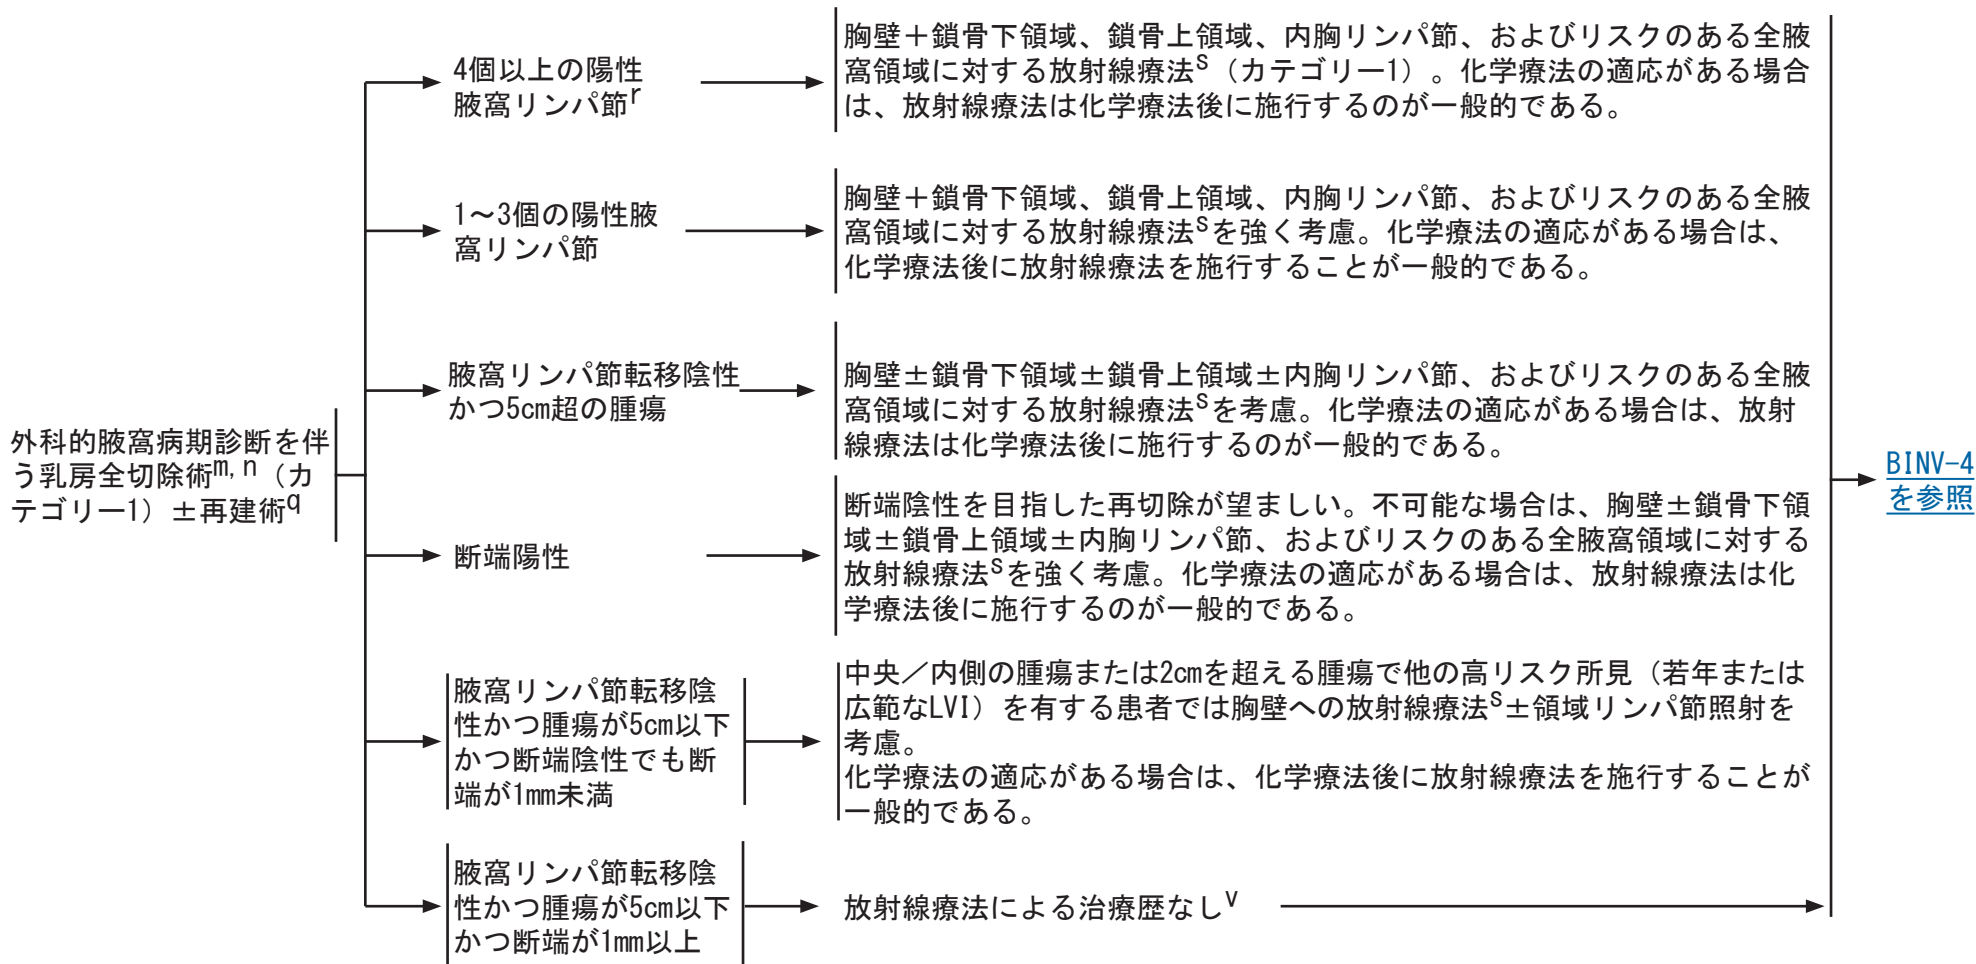 外科的腋窩病期診断を伴
う乳房全切除術m,n（カ
テゴリー1）±再建術q
4個以上の陽性
腋窩リンパ節r
胸壁＋鎖骨下領域、鎖骨上領域、内胸リンパ節、およびリスクのある全腋
窩領域に対する放射線療法s（カテゴリー1）。化学療法の適応がある場合
は、放射線療法は化学療法後に施行するのが一般的である。
1～3個の陽性腋
窩リンパ節
胸壁＋鎖骨下領域、鎖骨上領域、内胸リンパ節、およびリスクのある全腋
窩領域に対する放射線療法sを強く考慮。化学療法の適応がある場合は、
化学療法後に放射線療法を施行することが一般的である。
腋窩リンパ節転移陰性
かつ5cm超の腫瘍
胸壁±鎖骨下領域±鎖骨上領域±内胸リンパ節、およびリスクのある全腋
窩領域に対する放射線療法sを考慮。化学療法の適応がある場合は、放射
線療法は化学療法後に施行するのが一般的である。
断端陽性
断端陰性を目指した再切除が望ましい。不可能な場合は、胸壁±鎖骨下領
域±鎖骨上領域±内胸リンパ節、およびリスクのある全腋窩領域に対する
放射線療法sを強く考慮。化学療法の適応がある場合は、放射線療法は化
学療法後に施行するのが一般的である。
腋窩リンパ節転移陰
性かつ腫瘍が5cm以下
かつ断端陰性でも断
端が1mm未満
中央／内側の腫瘍または2cmを超える腫瘍で他の高リスク所見（若年または
広範なLVI）を有する患者では胸壁への放射線療法s±領域リンパ節照射を
考慮。
化学療法の適応がある場合は、化学療法後に放射線療法を施行することが
一般的である。
腋窩リンパ節転移陰
性かつ腫瘍が5cm以下
かつ断端が1mm以上
放射線療法による治療歴なしv
BINV-4
を参照